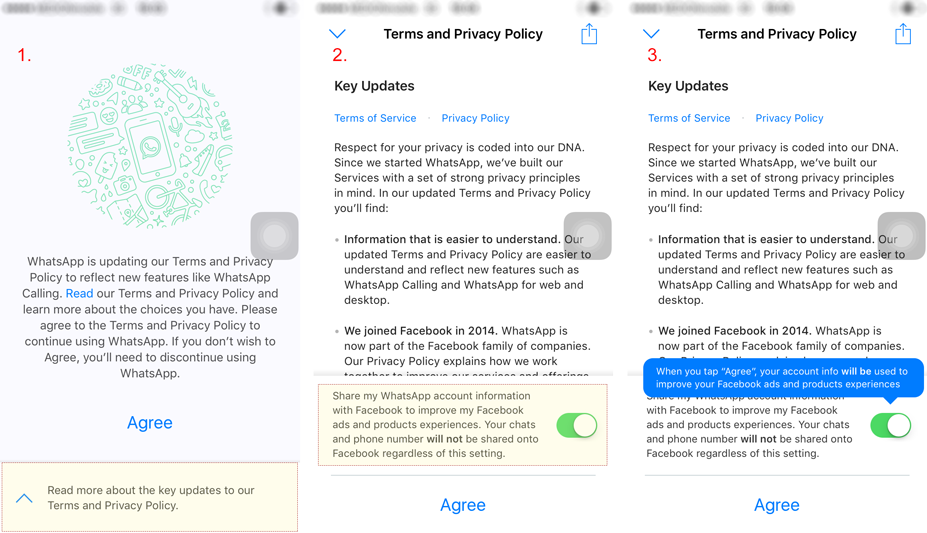 1.
WhatsApp is updating our Terms and Privacy
Policy to reflect new features like WhatsApp
Calling. Read our Terms and Privacy Policy and
learn more about the choices you have. Please
agree to the Terms and Privacy Policy to
continue using WhatsApp. If you don't wish to
Agree, you'll need to discontinue using
WhatsApp.
Agree
Read more about the key updates to our
Terms and Privacy Policy.
Terms and Privacy Policy
2.
Key Updates
Terms of Service · Privacy Policy
Respect for your privacy is coded into our DNA.
Since we started WhatsApp, we've built our
Services with a set of strong privacy principles
in mind. In our updated Terms and Privacy Policy
you'll find:
• Information that is easier to understand. Our
updated Terms and Privacy Policy are easier to
understand and reflect new features such as
WhatsApp Calling and WhatsApp for web and
desktop.
• We joined Facebook in 2014. WhatsApp is
now part of the Facebook family of companies.
Our Privacy Policy explains how we work
together to improve our services and offerings
Share my WhatsApp account information
with Facebook to improve my Facebook
ads and products experiences. Your chats
and phone number will not be shared onto
Facebook regardless of this setting.
Agree
Terms and Privacy Policy
3.
Key Updates
Terms of Service · Privacy Policy
Respect for your privacy is coded into our DNA.
Since we started WhatsApp, we've built our
Services with a set of strong privacy principles
in mind. In our updated Terms and Privacy Policy
you'll find:
• Information that is easier to understand. Our
updated Terms and Privacy Policy are easier to
understand and reflect new features such as
WhatsApp Calling and WhatsApp for web and
desktop.
• We joined Facebook in 2014. WhatsApp is
now part of the Facebook family of companies.
When you tap "Agree", your account info will be used to
improve your Facebook ads and products experiences
Share my WhatsApp account information
with Facebook to improve my Facebook
ads and products experiences. Your chats
and phone number will not be shared onto
Facebook regardless of this setting.
Agree